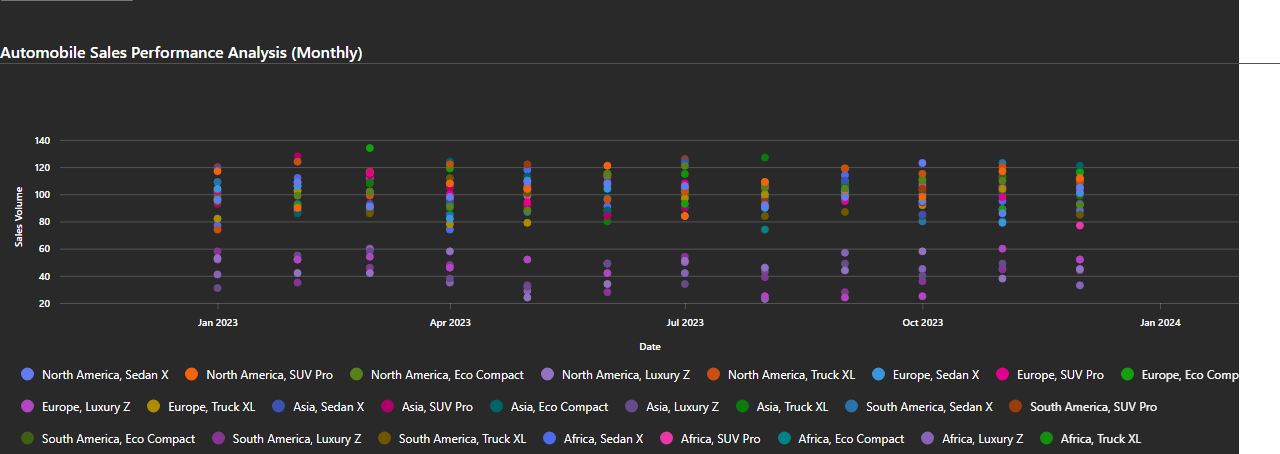 Automobile Sales Performance Analysis (Monthly)
140
120
100
80
60
40
20
Sales Volume
Jan 2023 Apr 2023 Jul 2023 Oct 2023 Jan 2024
Date
North America, Sedan X North America, SUV Pro North America, Eco Compact North America, Luxury Z North America, Truck XL Europe, Sedan X Europe, SUV Pro Europe, Eco Comp
Europe, Luxury Z Europe, Truck XL Asia, Sedan X Asia, SUV Pro Asia, Eco Compact Asia, Luxury Z Asia, Truck XL South America, Sedan X South America, SUV Pro
South America, Eco Compact South America, Luxury Z South America, Truck XL Africa, Sedan X Africa, SUV Pro Africa, Eco Compact Africa, Luxury Z Africa, Truck XL